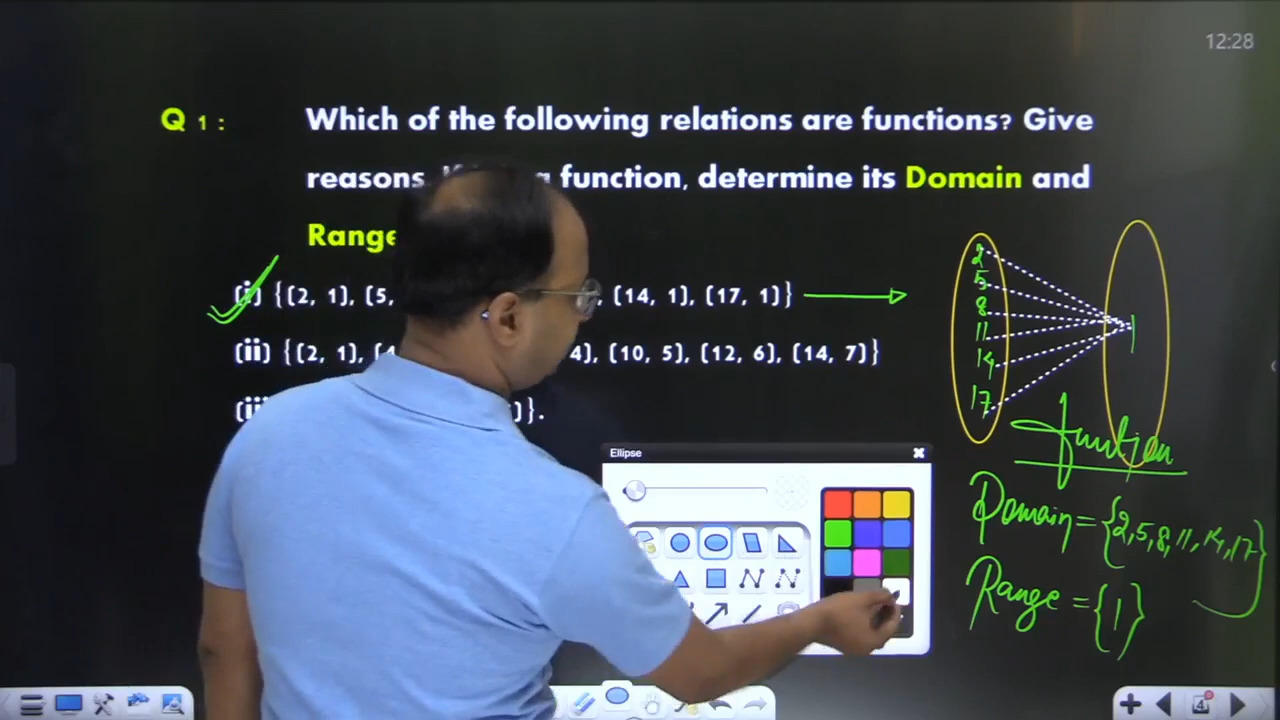 12:28
Q 1 : Which of the following relations are functions? Give
reasons. function, determine its Domain and
Range
(i) {(2, 1), (5, (14, 1), (17, 1)}
(ii) {(2, 1), 4), (10, 5), (12, 6), (14, 7)}
)}.
2
5
8
11
14
17
1
function
Domain = {2, 5, 8, 11, 14, 17}
Range = {1}
Ellipse
4